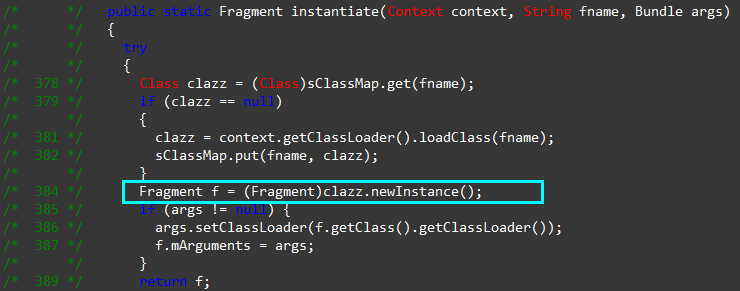 /*     */   public static Fragment instantiate(Context context, String fname, Bundle args)
/*     */   {
/*     */     try
/*     */     {
/* 378 */       Class clazz = (Class)sClassMap.get(fname);
/* 379 */       if (clazz == null)
/*     */       {
/* 381 */         clazz = context.getClassLoader().loadClass(fname);
/* 382 */         sClassMap.put(fname, clazz);
/*     */       }
/* 384 */       Fragment f = (Fragment)clazz.newInstance();
/* 385 */       if (args != null) {
/* 386 */         args.setClassLoader(f.getClass().getClassLoader());
/* 387 */         f.mArguments = args;
/*     */       }
/* 389 */       return f;